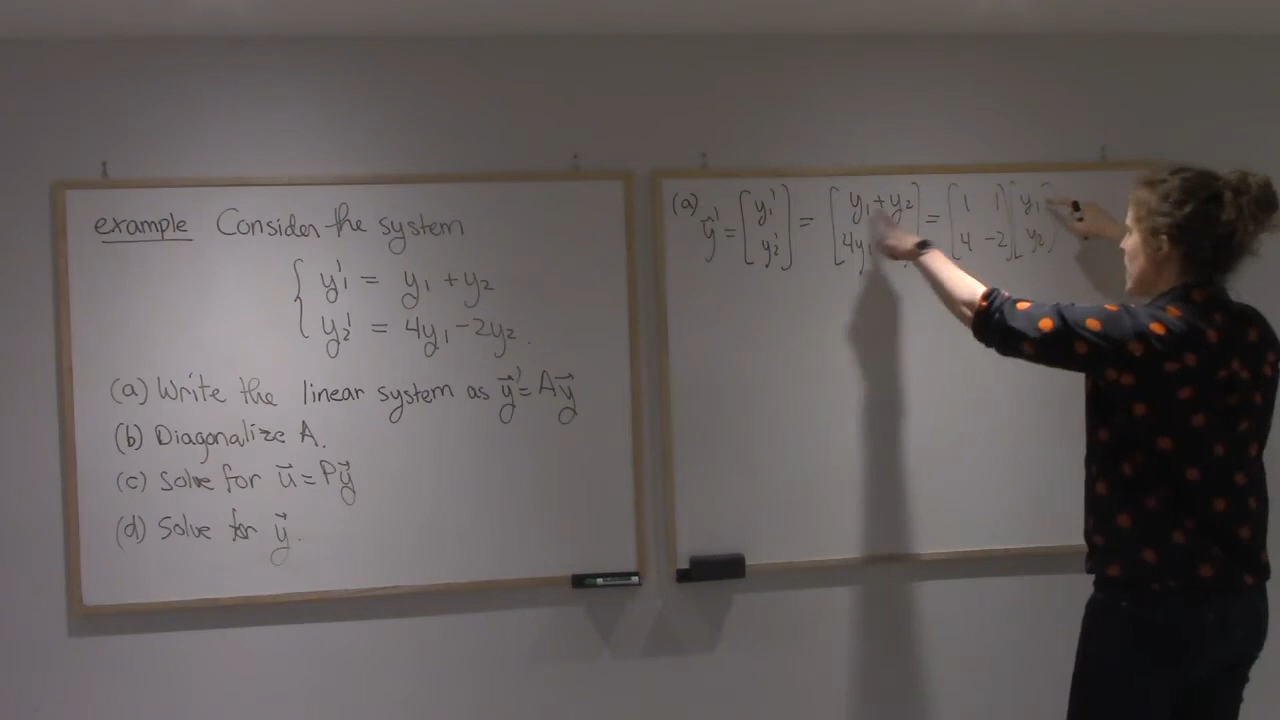 example Consider the system
y₁' = y₁ + y₂
y₂' = 4y₁ - 2y₂.
(a) Write the linear system as y⃗' = Ay⃗
(b) Diagonalize A.
(c) Solve for u⃗ = Py⃗
(d) Solve for y⃗.
(a) y⃗' = [y₁' y₂'] = [y₁ + y₂ 4y₁] = [1 1 4 -2] [y₁ y₂]